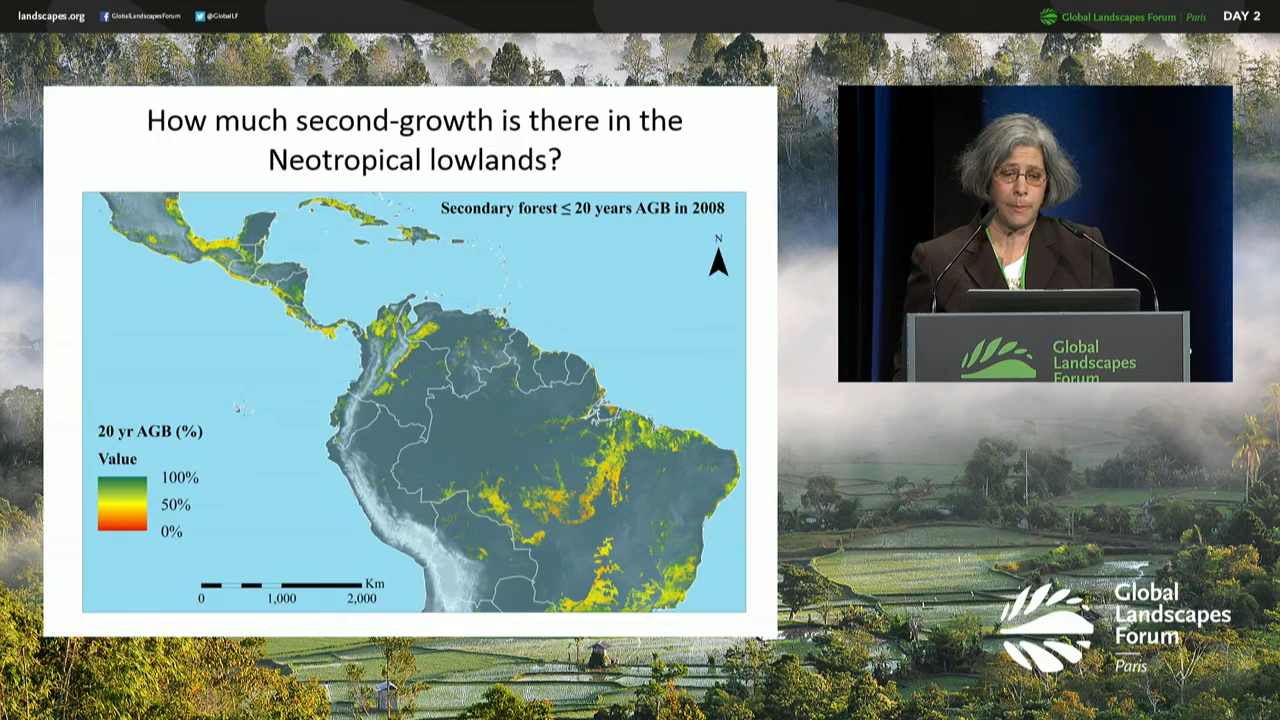 landscapes.org
GlobalLandscapesForum
@GlobalLF
Global Landscapes Forum | Paris
DAY 2
How much second-growth is there in the
Neotropical lowlands?
Secondary forest ≤ 20 years AGB in 2008
N
20 yr AGB (%)
Value
100%
50%
0%
Km
0 1,000 2,000
Global
Landscapes
Forum
Global
Landscapes
Forum
Paris